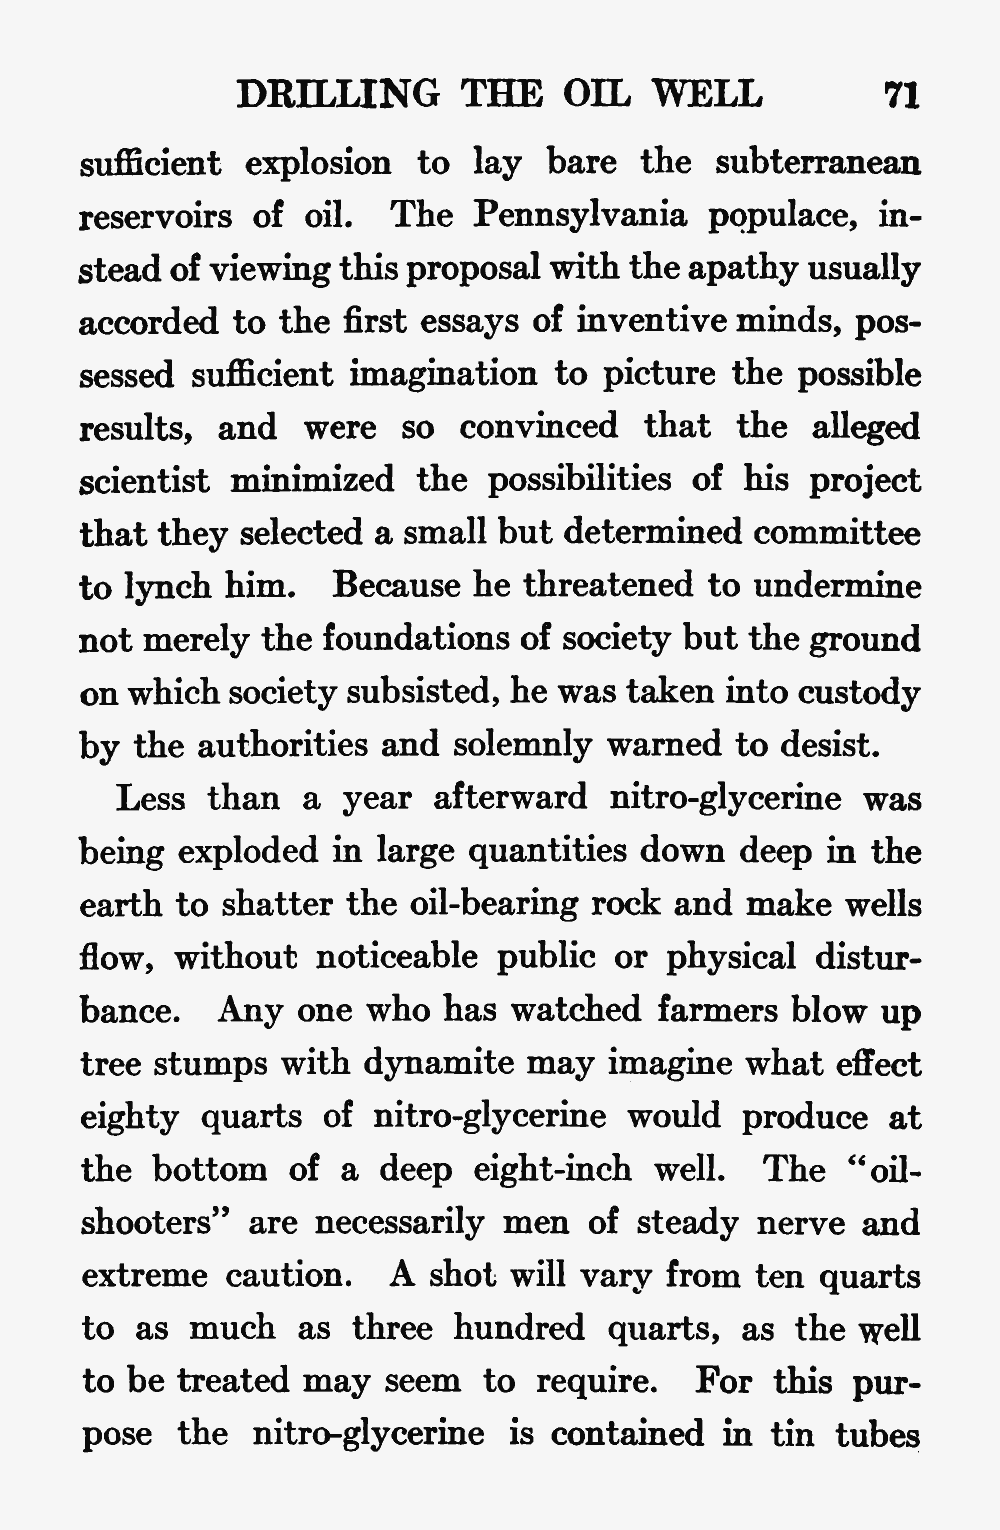 DRILLING THE OIL WELL 71
sufficient explosion to lay bare the subterranean
reservoirs of oil. The Pennsylvania populace, in-
stead of viewing this proposal with the apathy usually
accorded to the first essays of inventive minds, pos-
sessed sufficient imagination to picture the possible
results, and were so convinced that the alleged
scientist minimized the possibilities of his project
that they selected a small but determined committee
to lynch him. Because he threatened to undermine
not merely the foundations of society but the ground
on which society subsisted, he was taken into custody
by the authorities and solemnly warned to desist.
Less than a year afterward nitro-glycerine was
being exploded in large quantities down deep in the
earth to shatter the oil-bearing rock and make wells
flow, without noticeable public or physical distur-
bance. Any one who has watched farmers blow up
tree stumps with dynamite may imagine what effect
eighty quarts of nitro-glycerine would produce at
the bottom of a deep eight-inch well. The “oil-
shooters” are necessarily men of steady nerve and
extreme caution. A shot will vary from ten quarts
to as much as three hundred quarts, as the well
to be treated may seem to require. For this pur-
pose the nitro-glycerine is contained in tin tubes